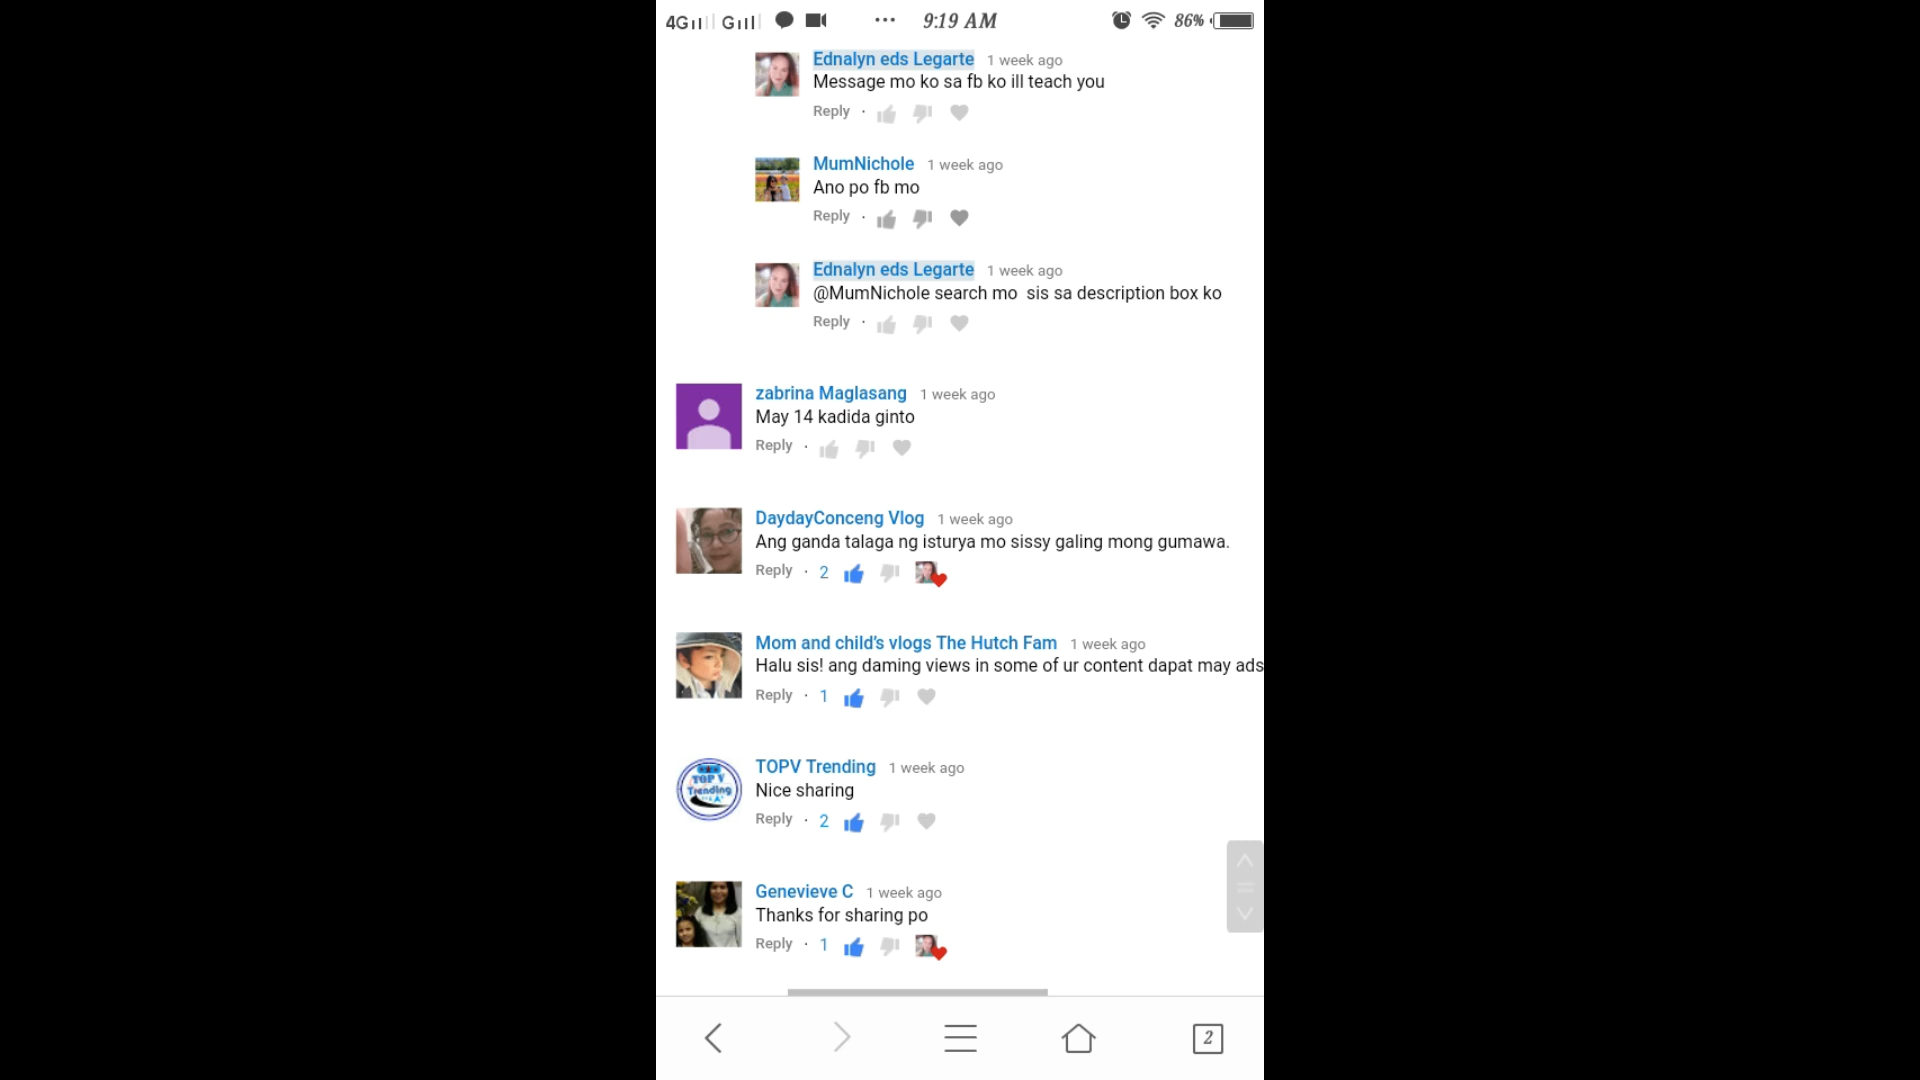 4G G ... 9:19 AM 86%
Ednalyn eds Legarte 1 week ago
Message mo ko sa fb ko ill teach you
Reply ·
MumNichole 1 week ago
Ano po fb mo
Reply ·
Ednalyn eds Legarte 1 week ago
@MumNichole search mo  sis sa description box ko
Reply ·
zabrina Maglasang 1 week ago
May 14 kadida ginto
Reply ·
DaydayConceng Vlog 1 week ago
Ang ganda talaga ng isturya mo sissy galing mong gumawa.
Reply · 2
Mom and child's vlogs The Hutch Fam 1 week ago
Halu sis! ang daming views in some of ur content dapat may ads
Reply · 1
TOP V
Trending
TOPV Trending 1 week ago
Nice sharing
Reply · 2
Genevieve C 1 week ago
Thanks for sharing po
Reply · 1
2